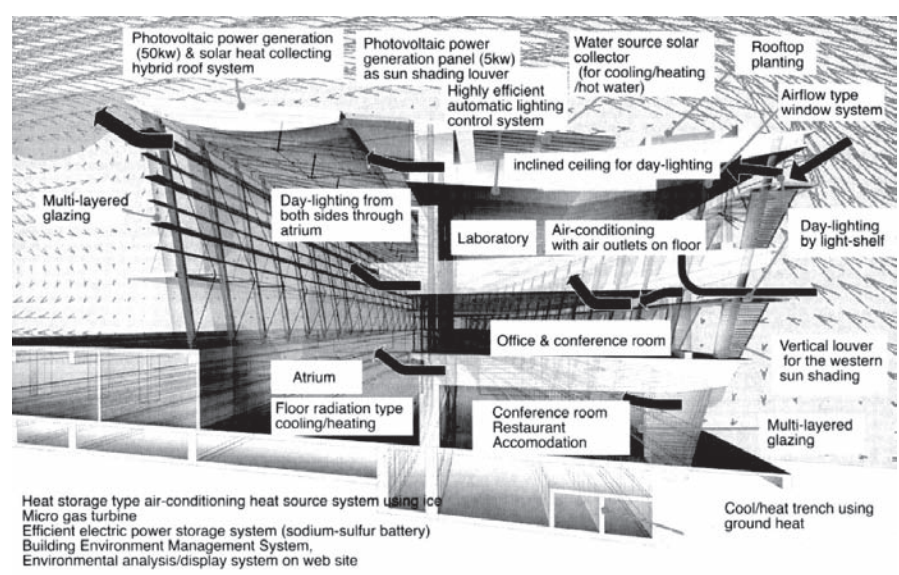 Photovoltaic power generation
(50kw) & solar heat collecting
hybrid roof system
Photovoltaic power
generation panel (5kw)
as sun shading louver
Highly efficient
automatic lighting
control system
Water source solar
collector
(for cooling/heating
/hot water)
Rooftop
planting
Airflow type
window system
inclined ceiling for day-lighting
Multi-layered
glazing
Day-lighting from
both sides through
atrium
Laboratory
Air-conditioning
with air outlets on floor
Day-lighting
by light-shelf
Office & conference room
Vertical louver
for the western
sun shading
Atrium
Floor radiation type
cooling/heating
Conference room
Restaurant
Accomodation
Multi-layered
glazing
Cool/heat trench using
ground heat
Heat storage type air-conditioning heat source system using ice
Micro gas turbine
Efficient electric power storage system (sodium-sulfur battery)
Building Environment Management System,
Environmental analysis/display system on web site